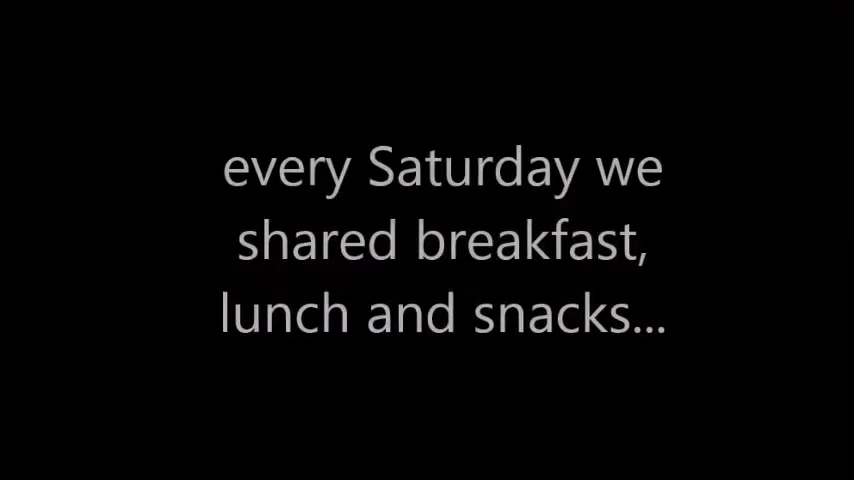 every Saturday we
shared breakfast,
lunch and snacks...